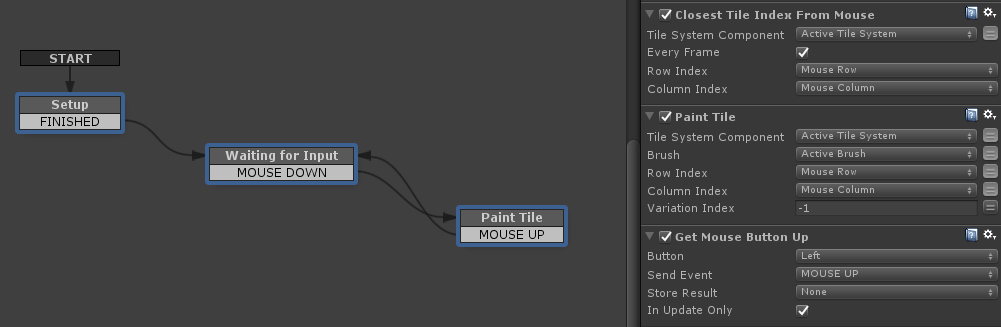 START
Setup
FINISHED
Waiting for Input
MOUSE DOWN
Paint Tile
MOUSE UP
Closest Tile Index From Mouse
Tile System Component Active Tile System
Every Frame
Row Index Mouse Row
Column Index Mouse Column
Paint Tile
Tile System Component Active Tile System
Brush Active Brush
Row Index Mouse Row
Column Index Mouse Column
Variation Index -1
Get Mouse Button Up
Button Left
Send Event MOUSE UP
Store Result None
In Update Only